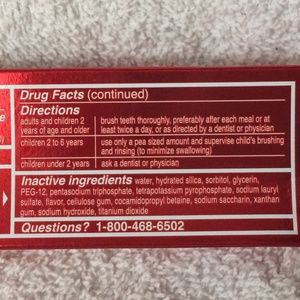 Drug Facts (continued)
Directions
adults and children 2 years of age and older
brush teeth thoroughly, preferably after each meal or at least twice a day, or as directed by a dentist or physician
children 2 to 6 years
use only a pea sized amount and supervise child's brushing and rinsing (to minimize swallowing)
children under 2 years
ask a dentist or physician
Inactive ingredients water, hydrated silica, sorbitol, glycerin,
PEG-12, pentasodium triphosphate, tetrapotassium pyrophosphate, sodium lauryl
sulfate, flavor, cellulose gum, cocamidopropyl betaine, sodium saccharin, xanthan
gum, sodium hydroxide, titanium dioxide
Questions? 1-800-468-6502